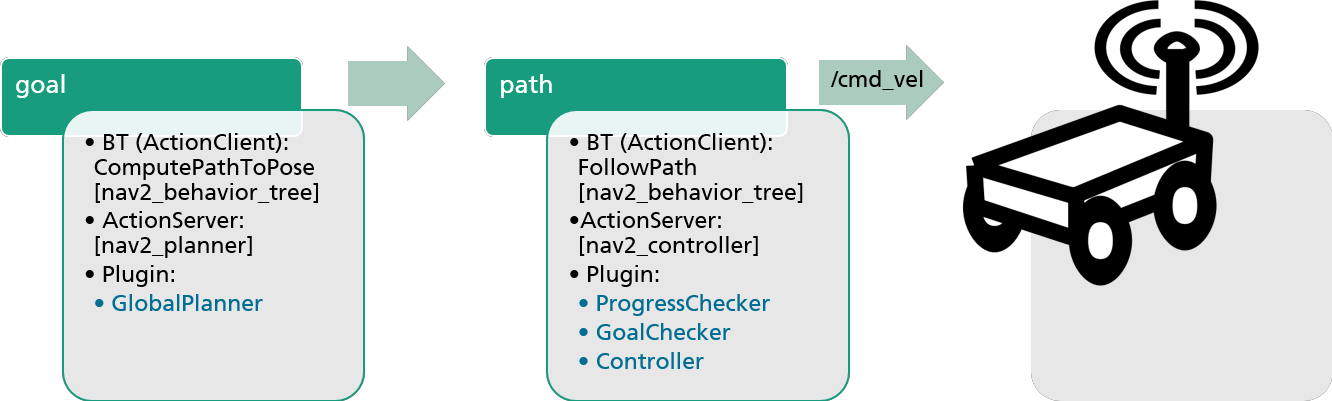 goal
• BT (ActionClient):
ComputePathToPose
[nav2_behavior_tree]
• ActionServer:
[nav2_planner]
• Plugin:
• GlobalPlanner
path
• BT (ActionClient):
FollowPath
[nav2_behavior_tree]
•ActionServer:
[nav2_controller]
• Plugin:
• ProgressChecker
• GoalChecker
• Controller
/cmd_vel